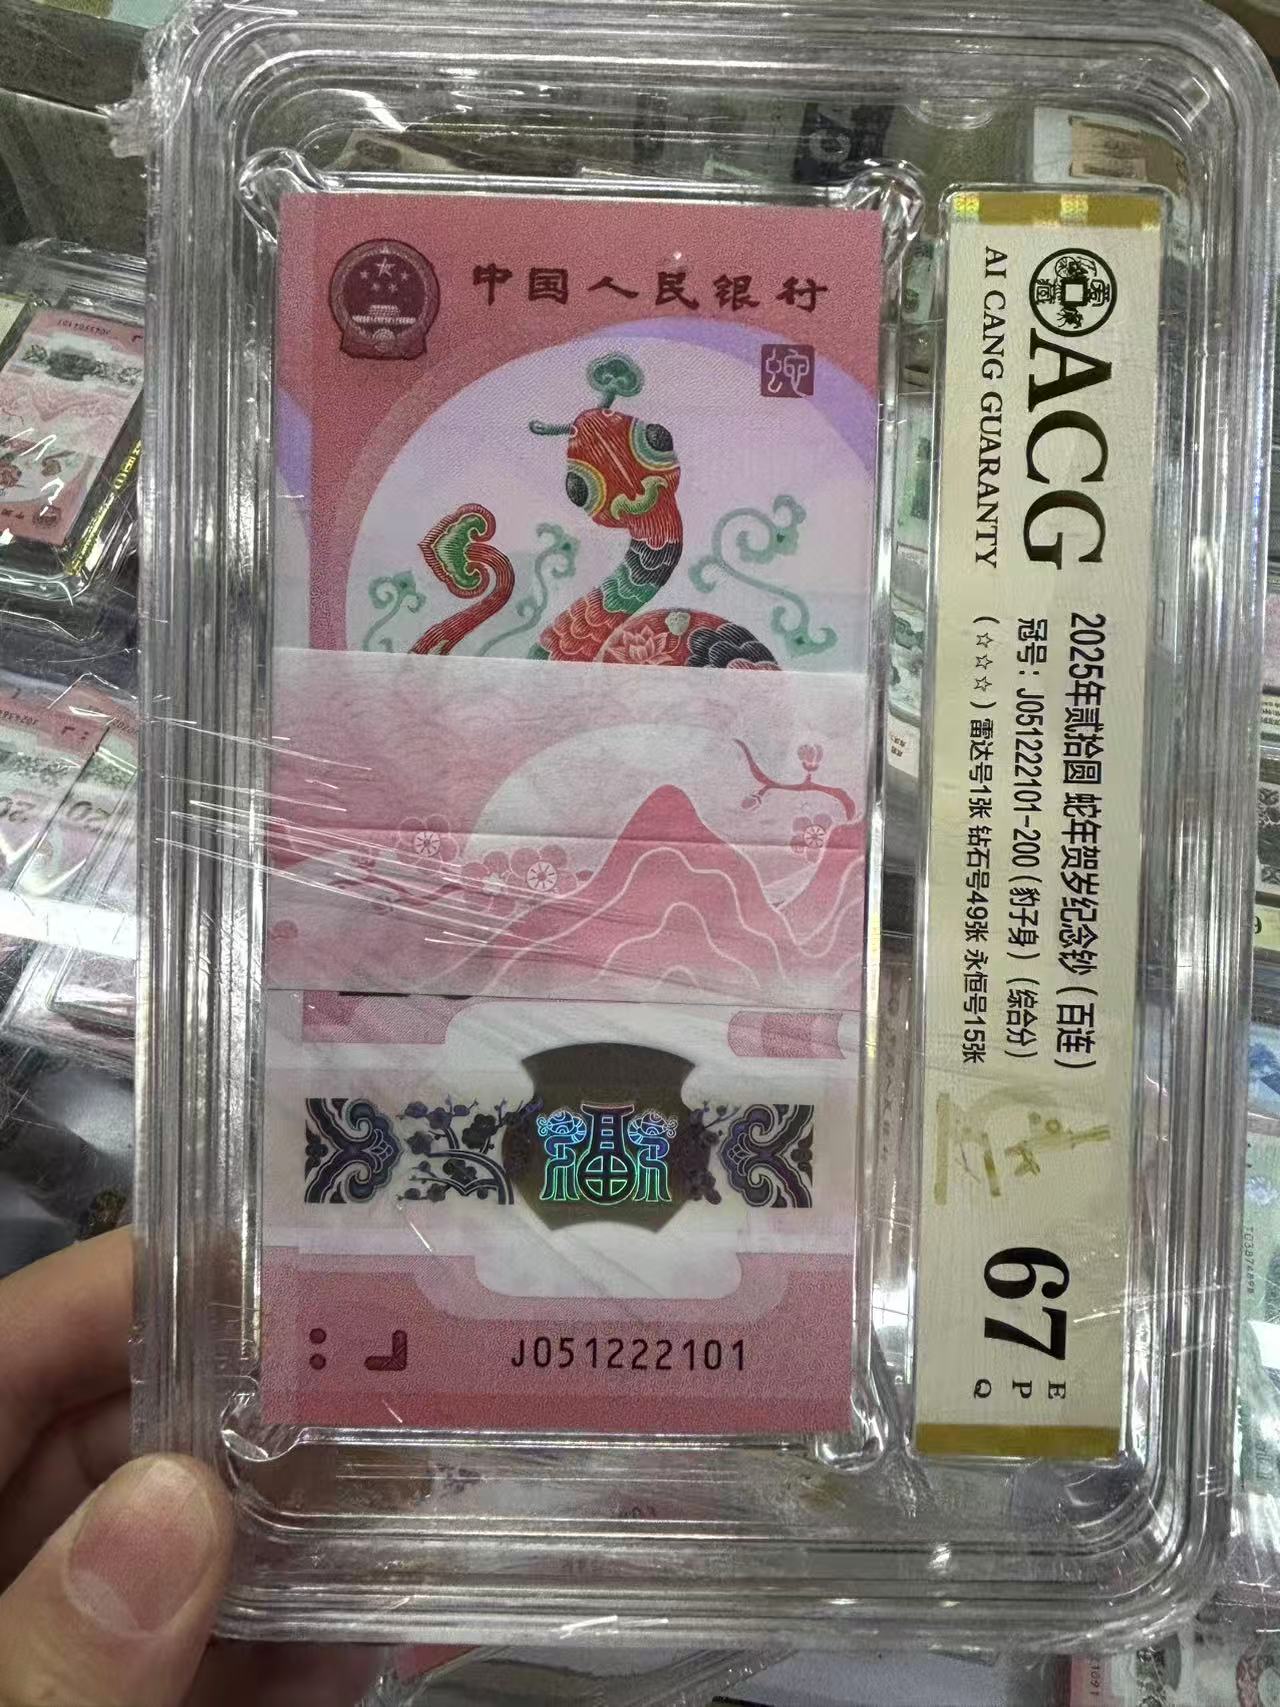 中国人民银行
蛇
福
J051222101
ACG
AI CANG GUARANTY
2025年贰拾圆 蛇年贺岁纪念钞（百连）
冠号：J051222101-200（豹子身）（综合分）
（☆☆☆）雷达号1张 钻石号49张 永恒号15张
67
E
P
Q